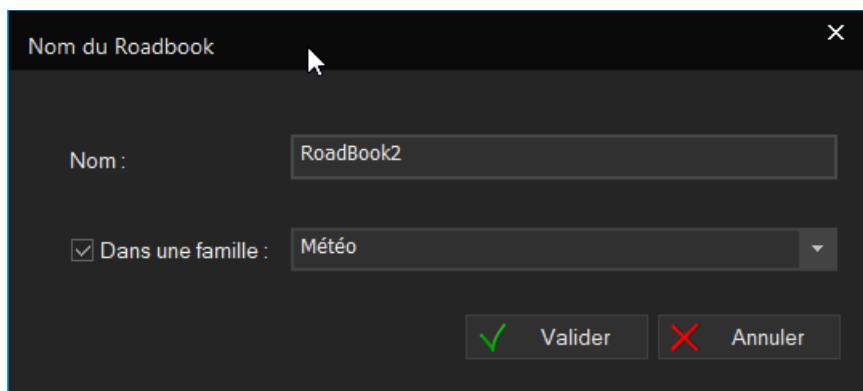 Nom du Roadbook
Nom : RoadBook2
Dans une famille : Météo
Valider Annuler